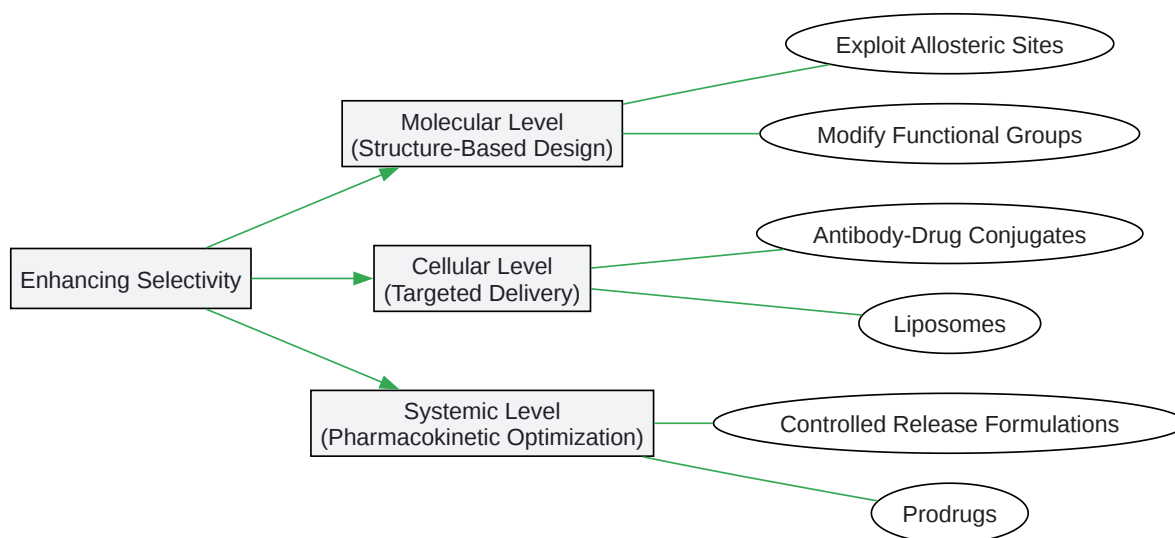 Enhancing Selectivity
Molecular Level
(Structure-Based Design)
Exploit Allosteric Sites
Modify Functional Groups
Cellular Level
(Targeted Delivery)
Antibody-Drug Conjugates
Liposomes
Systemic Level
(Pharmacokinetic Optimization)
Controlled Release Formulations
Prodrugs